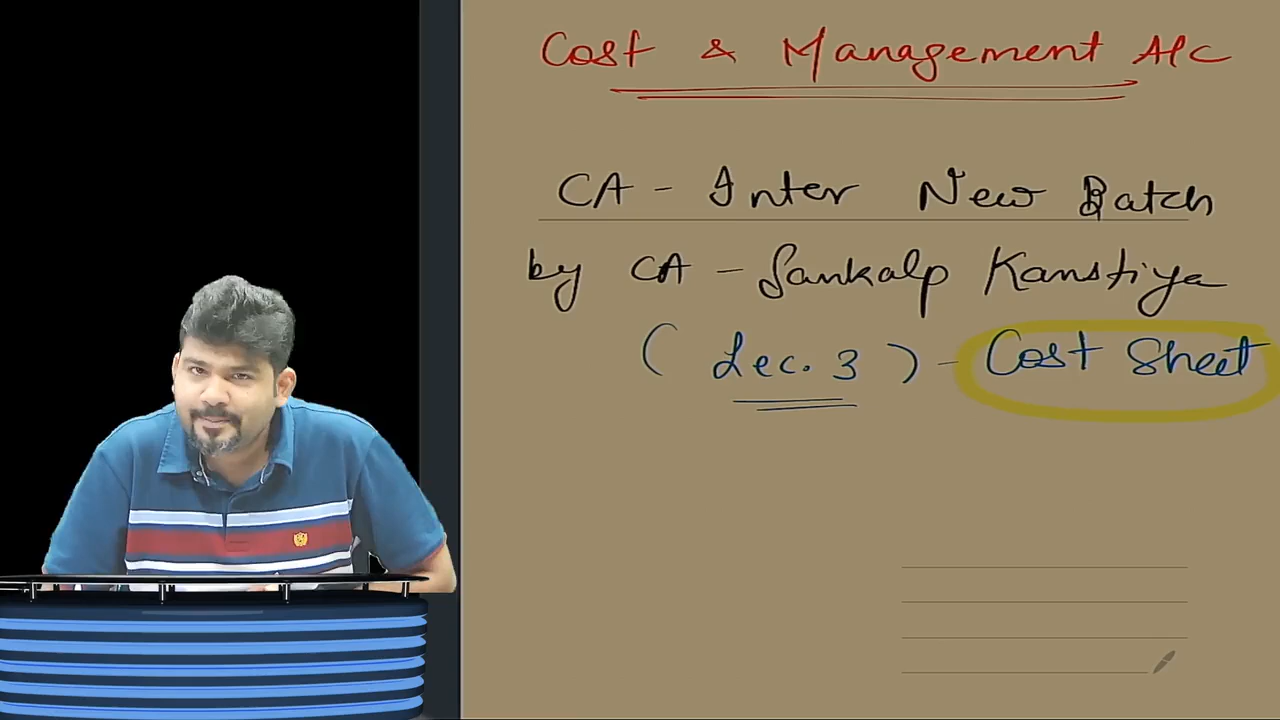 Cost & Management A/c
CA - Inter New Batch
by CA - Sankalp Kanstiya
( Lec. 3 ) - Cost Sheet